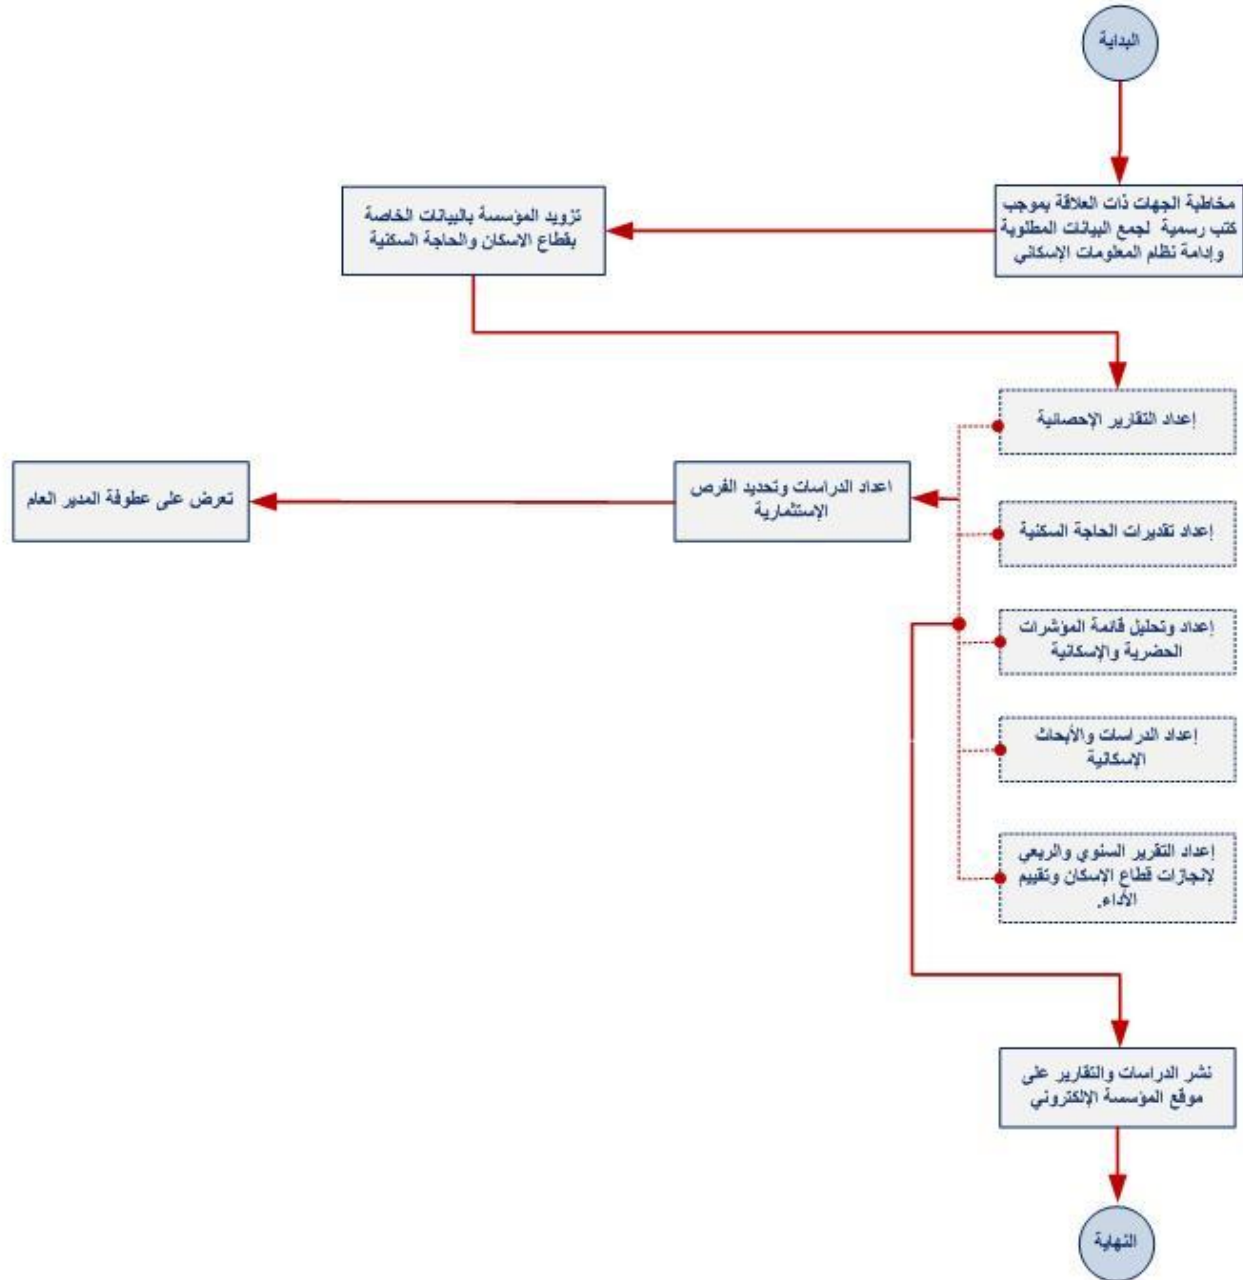 البداية
مخاطبة الجهات ذات العلاقة بموجب
كتب رسمية لجمع البيانات المطلوبة
وإدامة نظام المعلومات الإسكاني
تزويد المؤسسة بالبيانات الخاصة
بقطاع الاسكان والحاجة السكنية
إعداد التقارير الإحصائية
اعداد الدراسات وتحديد الفرص
الإستثمارية
تعرض على عطوفة المدير العام
إعداد تقديرات الحاجة السكنية
إعداد وتحليل قائمة المؤشرات
الحضرية والإسكانية
إعداد الدراسات والأبحاث
الإسكانية
إعداد التقرير السنوي والربعي
لإنجازات قطاع الإسكان وتقييم
الأداء.
نشر الدراسات والتقارير على
موقع المؤسسة الإلكتروني
النهاية